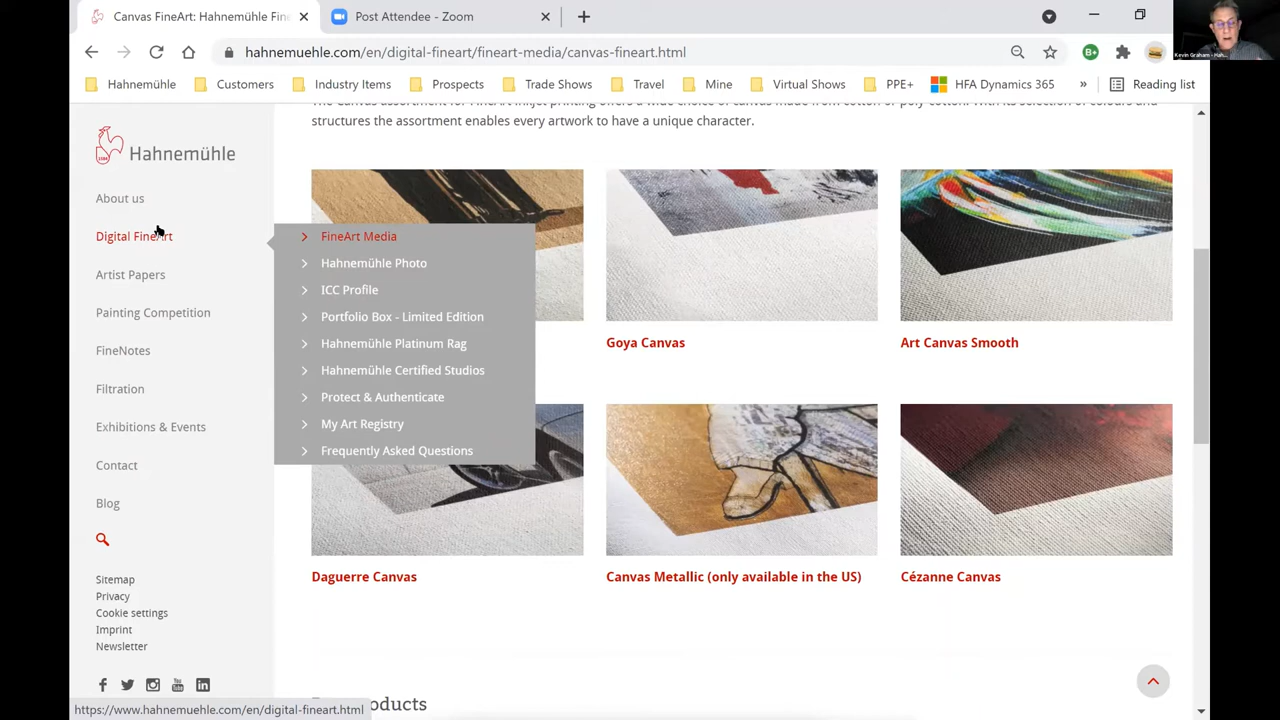 Canvas FineArt: Hahnemühle Fine
Post Attendee - Zoom
hahnemuehle.com/en/digital-fineart/fineart-media/canvas-fineart.html
Hahnemühle
Customers
Industry Items
Prospects
Trade Shows
Travel
Mine
Virtual Shows
PPE+
HFA Dynamics 365
»
Reading list
structures the assortment enables every artwork to have a unique character.
Hahnemühle
About us
Digital FineArt
Artist Papers
Painting Competition
FineNotes
Filtration
Exhibitions & Events
Contact
Blog
Sitemap
Privacy
Cookie settings
Imprint
Newsletter
FineArt Media
Hahnemühle Photo
ICC Profile
Portfolio Box - Limited Edition
Hahnemühle Platinum Rag
Hahnemühle Certified Studios
Protect & Authenticate
My Art Registry
Frequently Asked Questions
Goya Canvas
Art Canvas Smooth
Daguerre Canvas
Canvas Metallic (only available in the US)
Cézanne Canvas
https://www.hahnemuehle.com/en/digital-fineart.html
Kevin Graham - Hah...